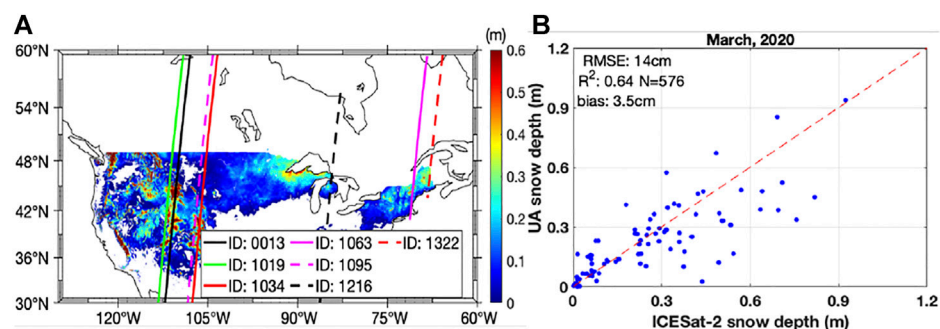 A
(m)
60°N
54°N
48°N
42°N
36°N
30°N
120°W 105°W 90°W 75°W 60°W
0.6
0.5
0.4
0.3
0.2
0.1
0
ID: 0013 ID: 1063 ID: 1322
ID: 1019 ID: 1095
ID: 1034 ID: 1216
B
March, 2020
RMSE: 14cm
R²: 0.64 N=576
bias: 3.5cm
UA snow depth (m)
1.2
0.9
0.6
0.3
0
0 0.3 0.6 0.9 1.2
ICESat-2 snow depth (m)